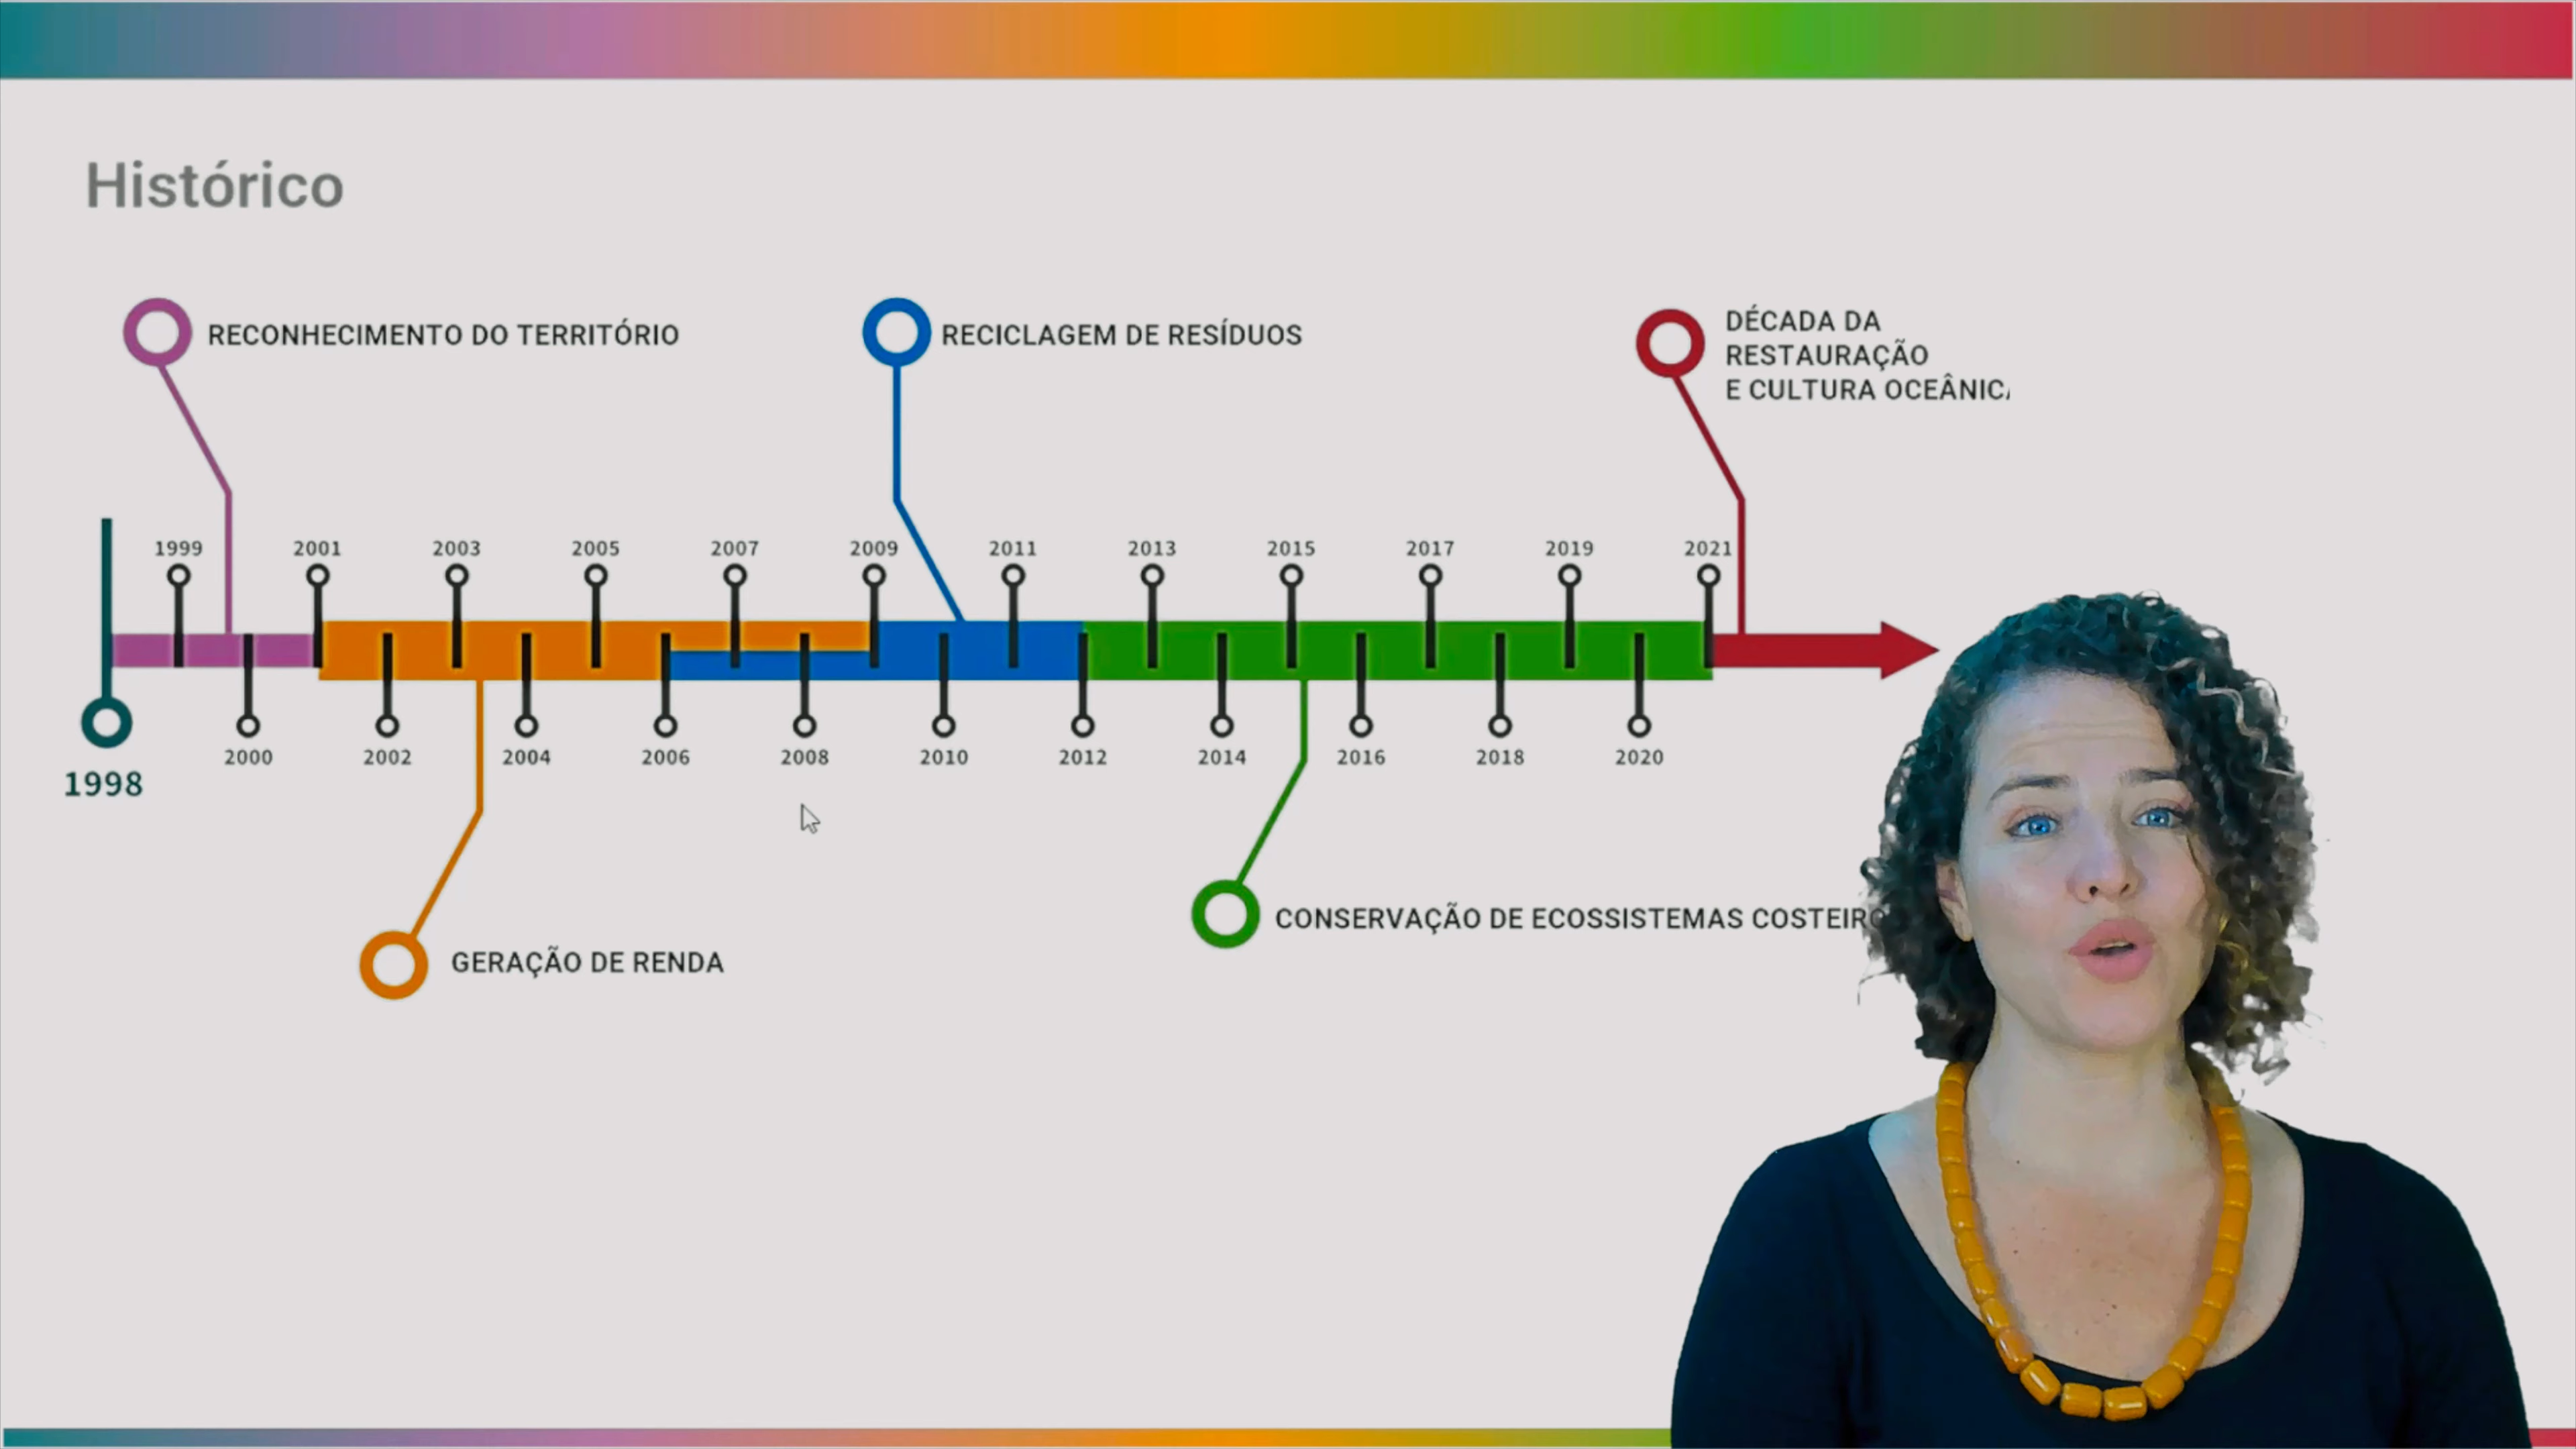 Histórico
RECONHECIMENTO DO TERRITÓRIO
RECICLAGEM DE RESÍDUOS
DÉCADA DA
RESTAURAÇÃO
E CULTURA OCEÂNICA
1999 2001 2003 2005 2007 2009 2011 2013 2015 2017 2019 2021
2000 2002 2004 2006 2008 2010 2012 2014 2016 2018 2020
1998
CONSERVAÇÃO DE ECOSSISTEMAS
GERAÇÃO DE RENDA